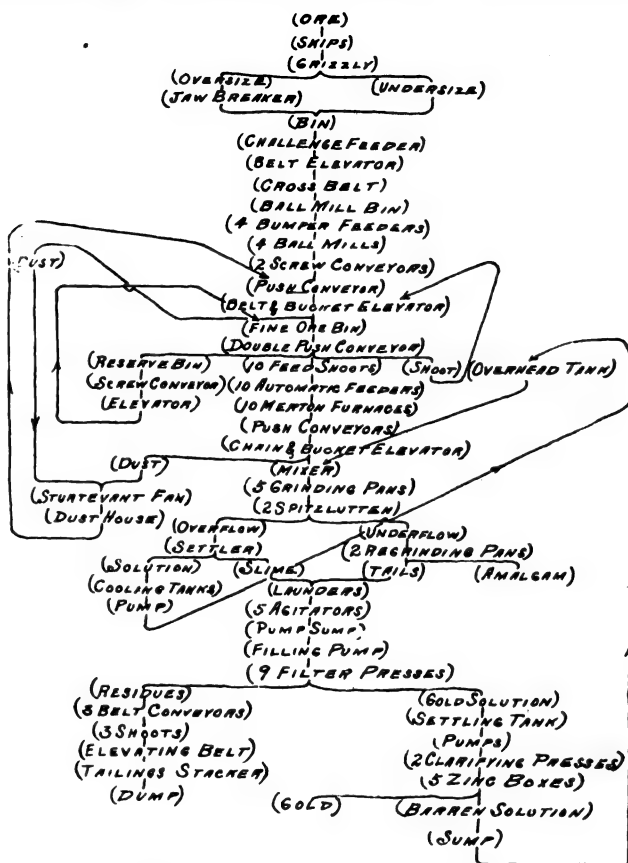 (ORE)
(SKIPS)
(GRIZZLY)
(OVERSIZE) (UNDERSIZE)
(JAW BREAKER)
(BIN)
(CHALLENGE FEEDER)
(BELT ELEVATOR)
(CROSS BELT)
(BALL MILL BIN)
(4 BUMPER FEEDERS)
(4 BALL MILLS)
(DUST) (2 SCREW CONVEYORS)
(PUSH CONVEYOR)
(BELT & BUCKET ELEVATOR)
(FINE ORE BIN)
(DOUBLE PUSH CONVEYOR)
(RESERVE BIN) (10 FEED SHOOTS) (SHOOT) (OVERHEAD TANK)
(SCREW CONVEYOR) (10 AUTOMATIC FEEDERS)
(ELEVATOR) (10 MERTON FURNACES)
(PUSH CONVEYORS)
(CHAIN & BUCKET ELEVATOR)
(DUST) (MIXER)
(5 GRINDING PANS)
(STURTEVANT FAN) (2 SPITZLUTTEN)
(DUST HOUSE) (OVERFLOW) (UNDERFLOW)
(SETTLER) (2 REGRINDING PANS)
(SOLUTION) (SLIME) (TAILS) (AMALGAM)
(COOLING TANKS) (LAUNDERS)
(PUMP) (5 AGITATORS)
(PUMP SUMP)
(FILLING PUMP)
(9 FILTER PRESSES)
(RESIDUES) (GOLD SOLUTION)
(3 BELT CONVEYORS) (SETTLING TANK)
(3 SHOOTS) (PUMPS)
(ELEVATING BELT) (2 CLARIFYING PRESSES)
(TAILINGS STACKER) (5 ZINC BOXES)
(DUMP) (GOLD) (BARREN SOLUTION)
(SUMP)